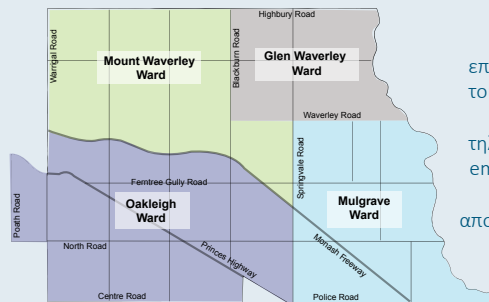 Highbury Road
Warrigal Road
Mount Waverley
Ward
Blackburn Road
Glen Waverley
Ward
Waverley Road
Springvale Road
Ferntree Gully Road
Oakleigh
Ward
Mulgrave
Ward
Poath Road
North Road
Princes Highway
Monash Freeway
Centre Road
Police Road
επ
το
τηλ
em
απο